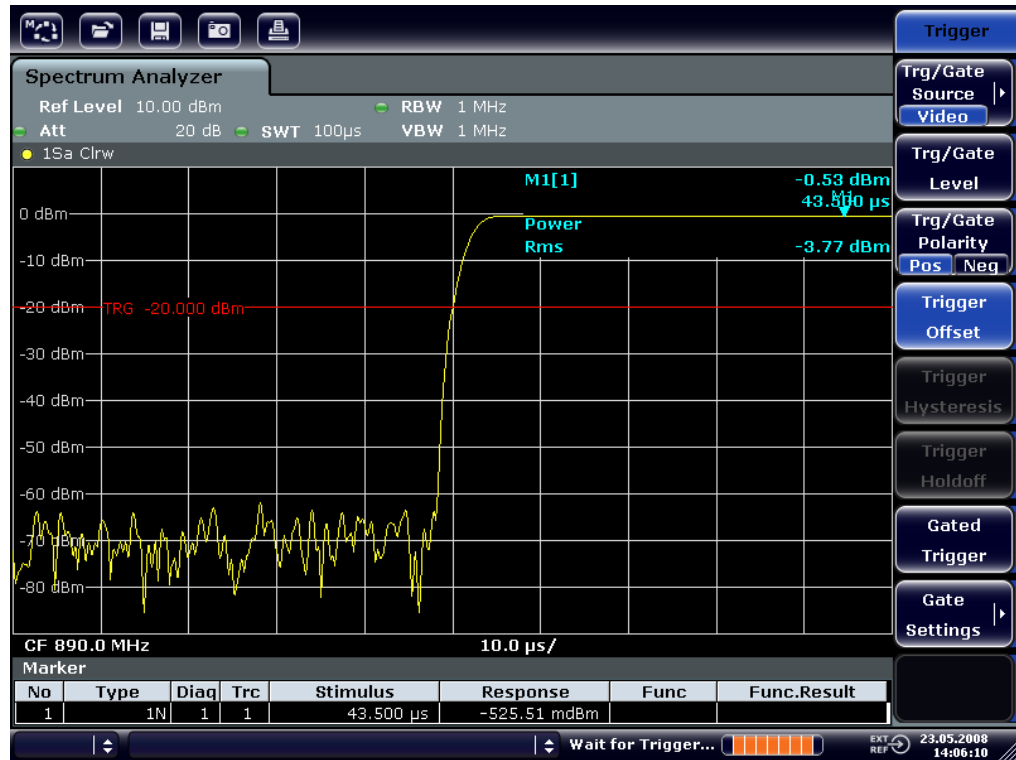 Trigger
Spectrum Analyzer
Ref Level 10.00 dBm RBW 1 MHz
Att 20 dB SWT 100µs VBW 1 MHz
1Sa Clrw
M1[1] -0.53 dBm
43.500 µs
M1
0 dBm
Power
Rms -3.77 dBm
-10 dBm
-20 dBm TRG -20.000 dBm
-30 dBm
-40 dBm
-50 dBm
-60 dBm
-70 dBm
-80 dBm
CF 890.0 MHz 10.0 µs/
Marker
No Type Diag Trc Stimulus Response Func Func.Result
1 1N 1 1 43.500 µs -525.51 mdBm
Wait for Trigger... EXT REF 23.05.2008
14:06:10
Trg/Gate
Source
Video
Trg/Gate
Level
Trg/Gate
Polarity
Pos Neg
Trigger
Offset
Trigger
Hysteresis
Trigger
Holdoff
Gated
Trigger
Gate
Settings